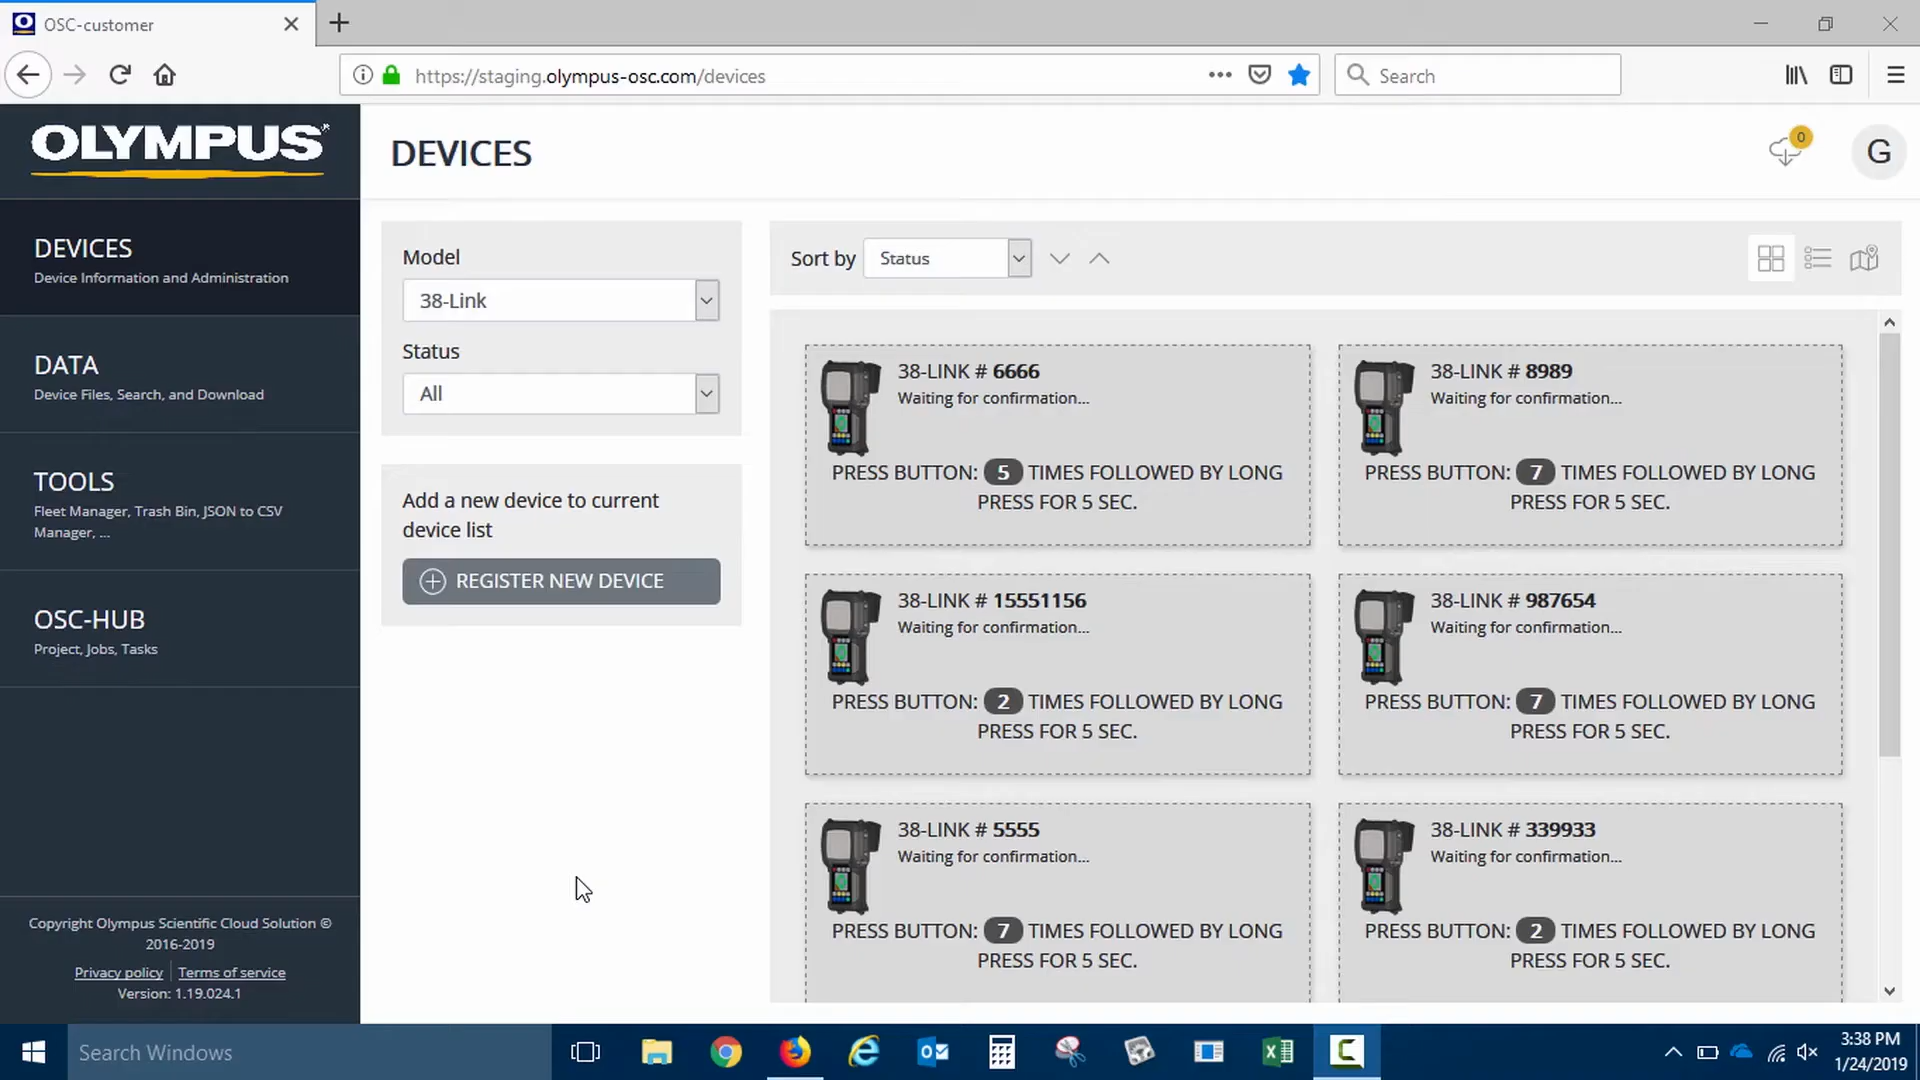 OSC-customer
https://staging.olympus-osc.com/devices
Search
OLYMPUS
DEVICES
0
G
DEVICES
Device Information and Administration
DATA
Device Files, Search, and Download
TOOLS
Fleet Manager, Trash Bin, JSON to CSV
Manager, ...
OSC-HUB
Project, Jobs, Tasks
Copyright Olympus Scientific Cloud Solution ©
2016-2019
Privacy policy Terms of service
Version: 1.19.024.1
Model
38-Link
Status
All
Add a new device to current
device list
REGISTER NEW DEVICE
Sort by Status
38-LINK # 6666
Waiting for confirmation...
PRESS BUTTON: 5 TIMES FOLLOWED BY LONG
PRESS FOR 5 SEC.
38-LINK # 8989
Waiting for confirmation...
PRESS BUTTON: 7 TIMES FOLLOWED BY LONG
PRESS FOR 5 SEC.
38-LINK # 15551156
Waiting for confirmation...
PRESS BUTTON: 2 TIMES FOLLOWED BY LONG
PRESS FOR 5 SEC.
38-LINK # 987654
Waiting for confirmation...
PRESS BUTTON: 7 TIMES FOLLOWED BY LONG
PRESS FOR 5 SEC.
38-LINK # 5555
Waiting for confirmation...
PRESS BUTTON: 7 TIMES FOLLOWED BY LONG
PRESS FOR 5 SEC.
38-LINK # 339933
Waiting for confirmation...
PRESS BUTTON: 2 TIMES FOLLOWED BY LONG
PRESS FOR 5 SEC.
Search Windows
3:38 PM
1/24/2019